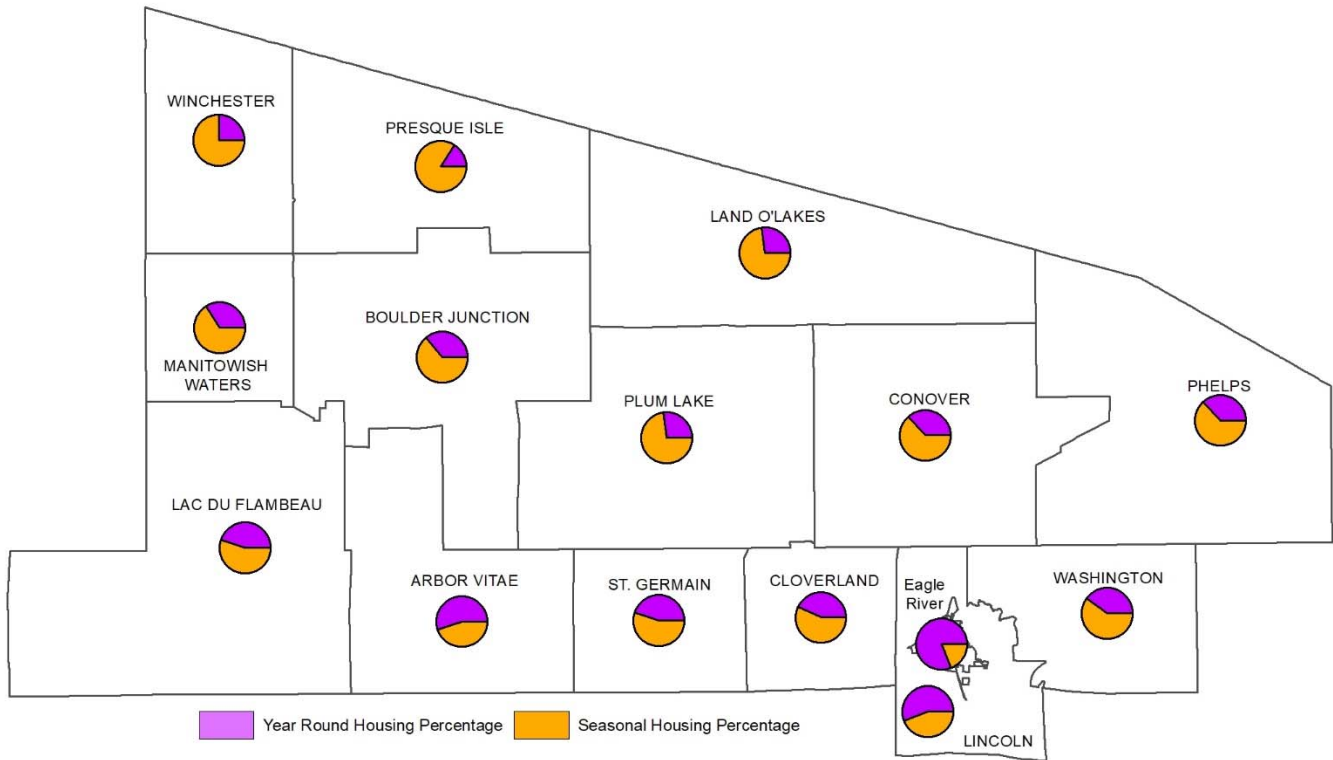 WINCHESTER
PRESQUE ISLE
LAND O'LAKES
BOULDER JUNCTION
MANITOWISH
WATERS
PLUM LAKE
CONOVER
PHELPS
LAC DU FLAMBEAU
ARBOR VITAE
ST. GERMAIN
CLOVERLAND
Eagle
River
WASHINGTON
Year Round Housing Percentage
Seasonal Housing Percentage
LINCOLN